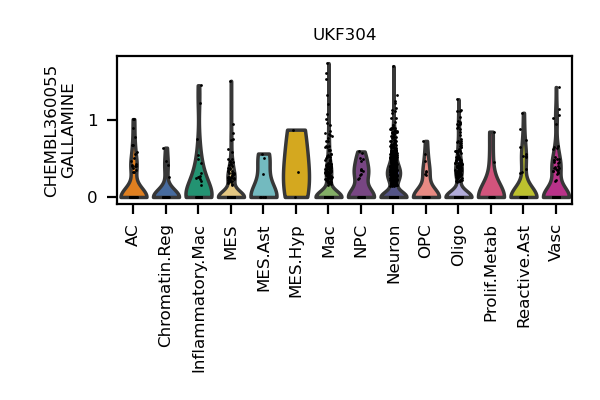 UKF304
CHEMBL360055
GALLAMINE
1
0
AC
Chromatin.Reg
Inflammatory.Mac
MES
MES.Ast
MES.Hyp
Mac
NPC
Neuron
OPC
Oligo
Prolif.Metab
Reactive.Ast
Vasc